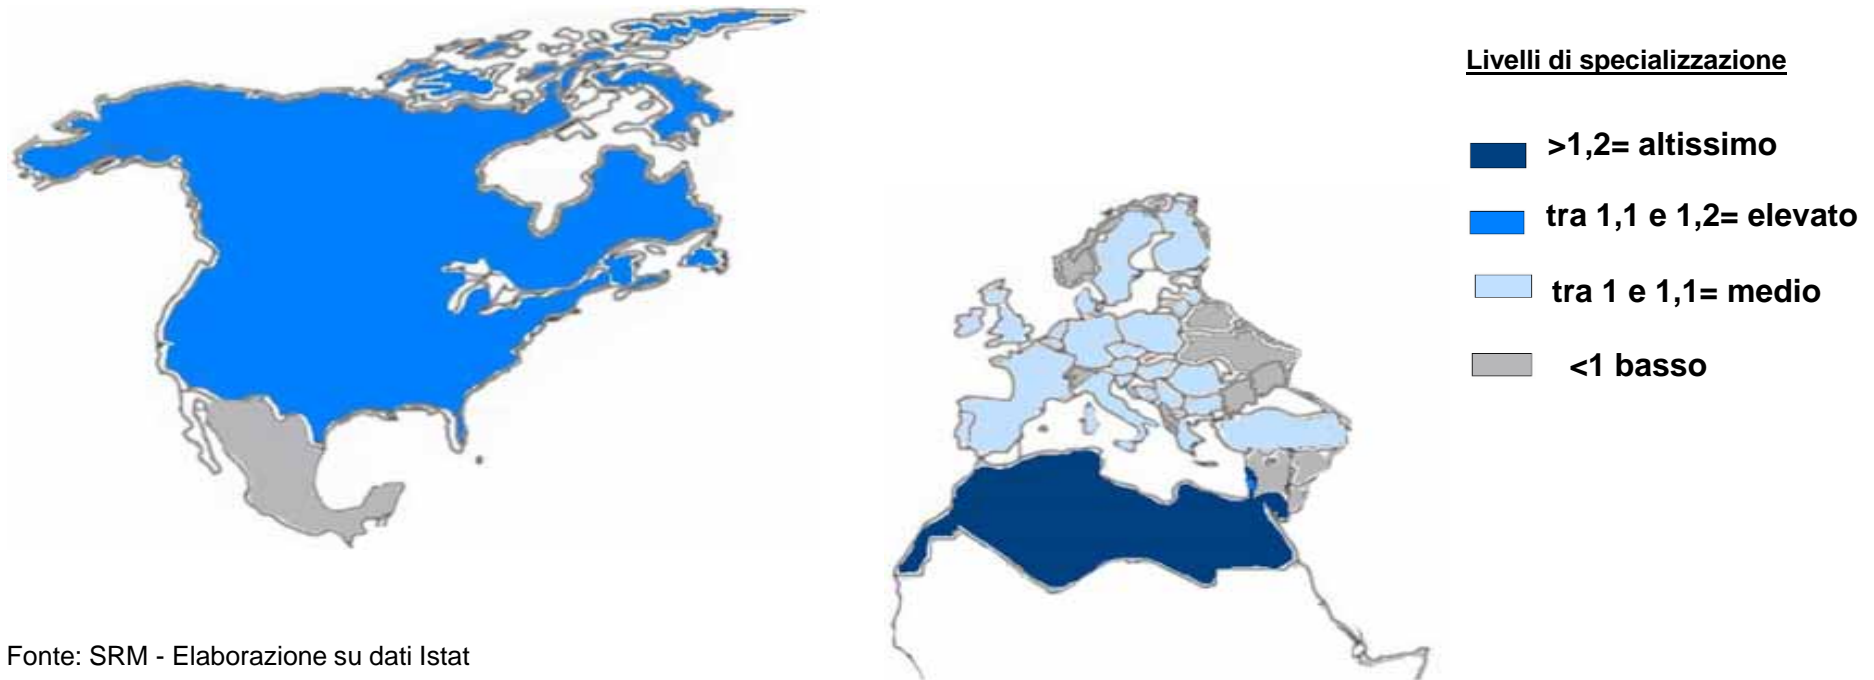 Livelli di specializzazione
>1,2= altissimo
tra 1,1 e 1,2= elevato
tra 1 e 1,1= medio
<1 basso
Fonte: SRM - Elaborazione su dati Istat